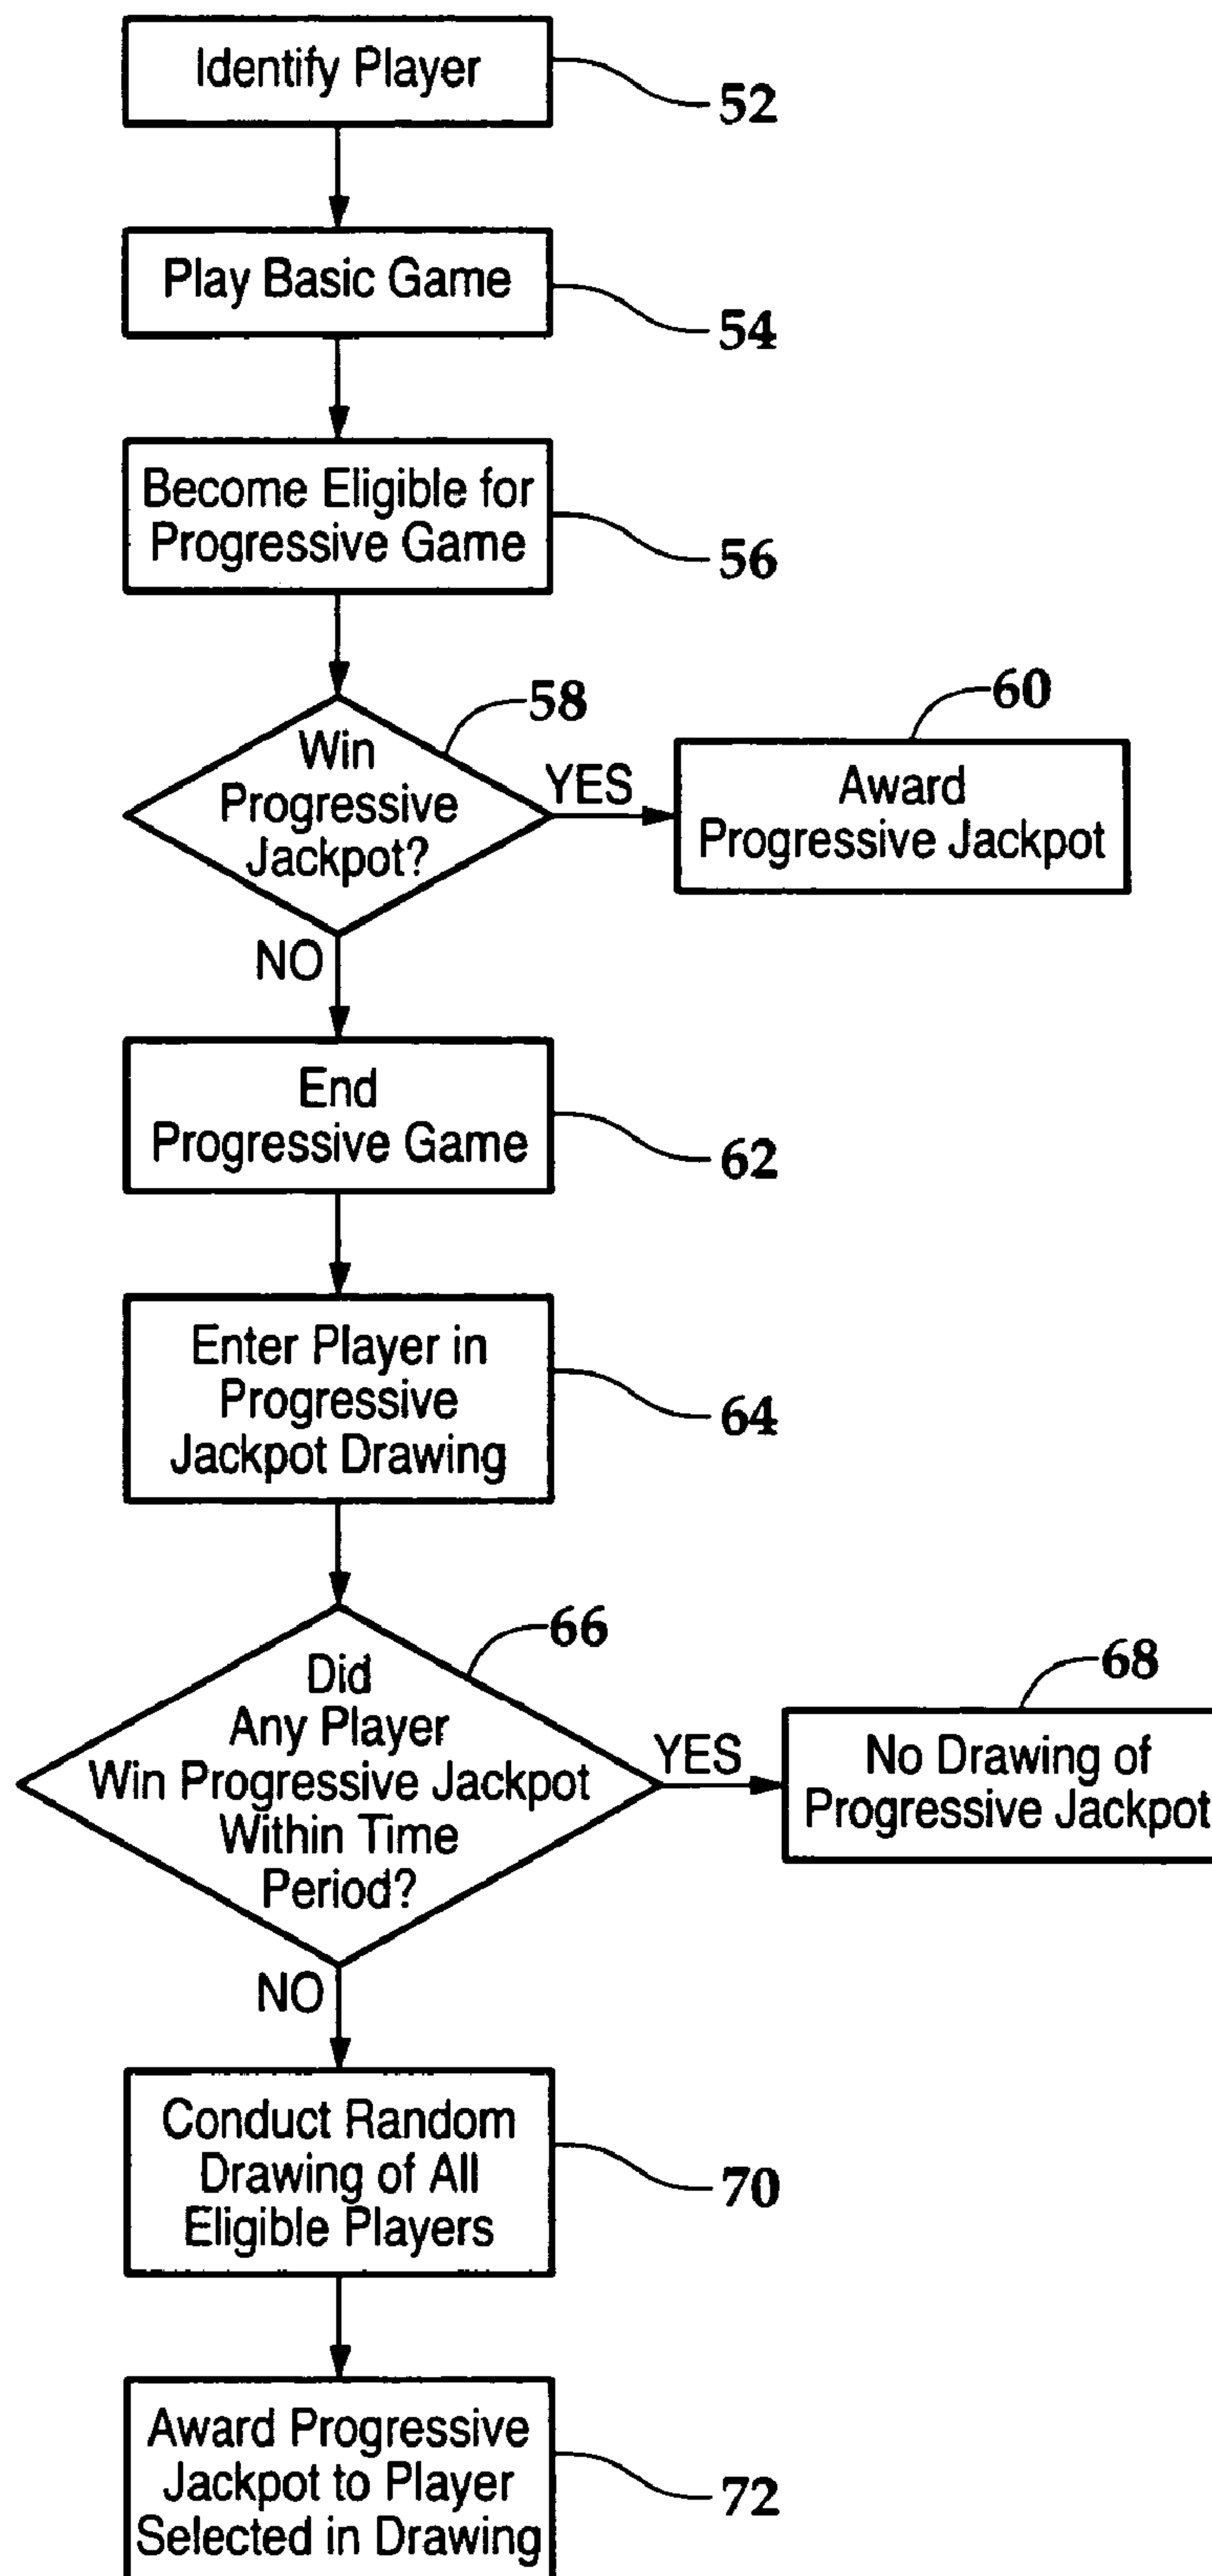 Identify Player
52
Play Basic Game
54
Become Eligible for
Progressive Game
56
58
Win
Progressive
Jackpot?
YES
60
Award
Progressive Jackpot
NO
End
Progressive Game
62
Enter Player in
Progressive
Jackpot Drawing
64
66
Did
Any Player
Win Progressive Jackpot
Within Time
Period?
YES
68
No Drawing of
Progressive Jackpot
NO
Conduct Random
Drawing of All
Eligible Players
70
Award Progressive
Jackpot to Player
Selected in Drawing
72